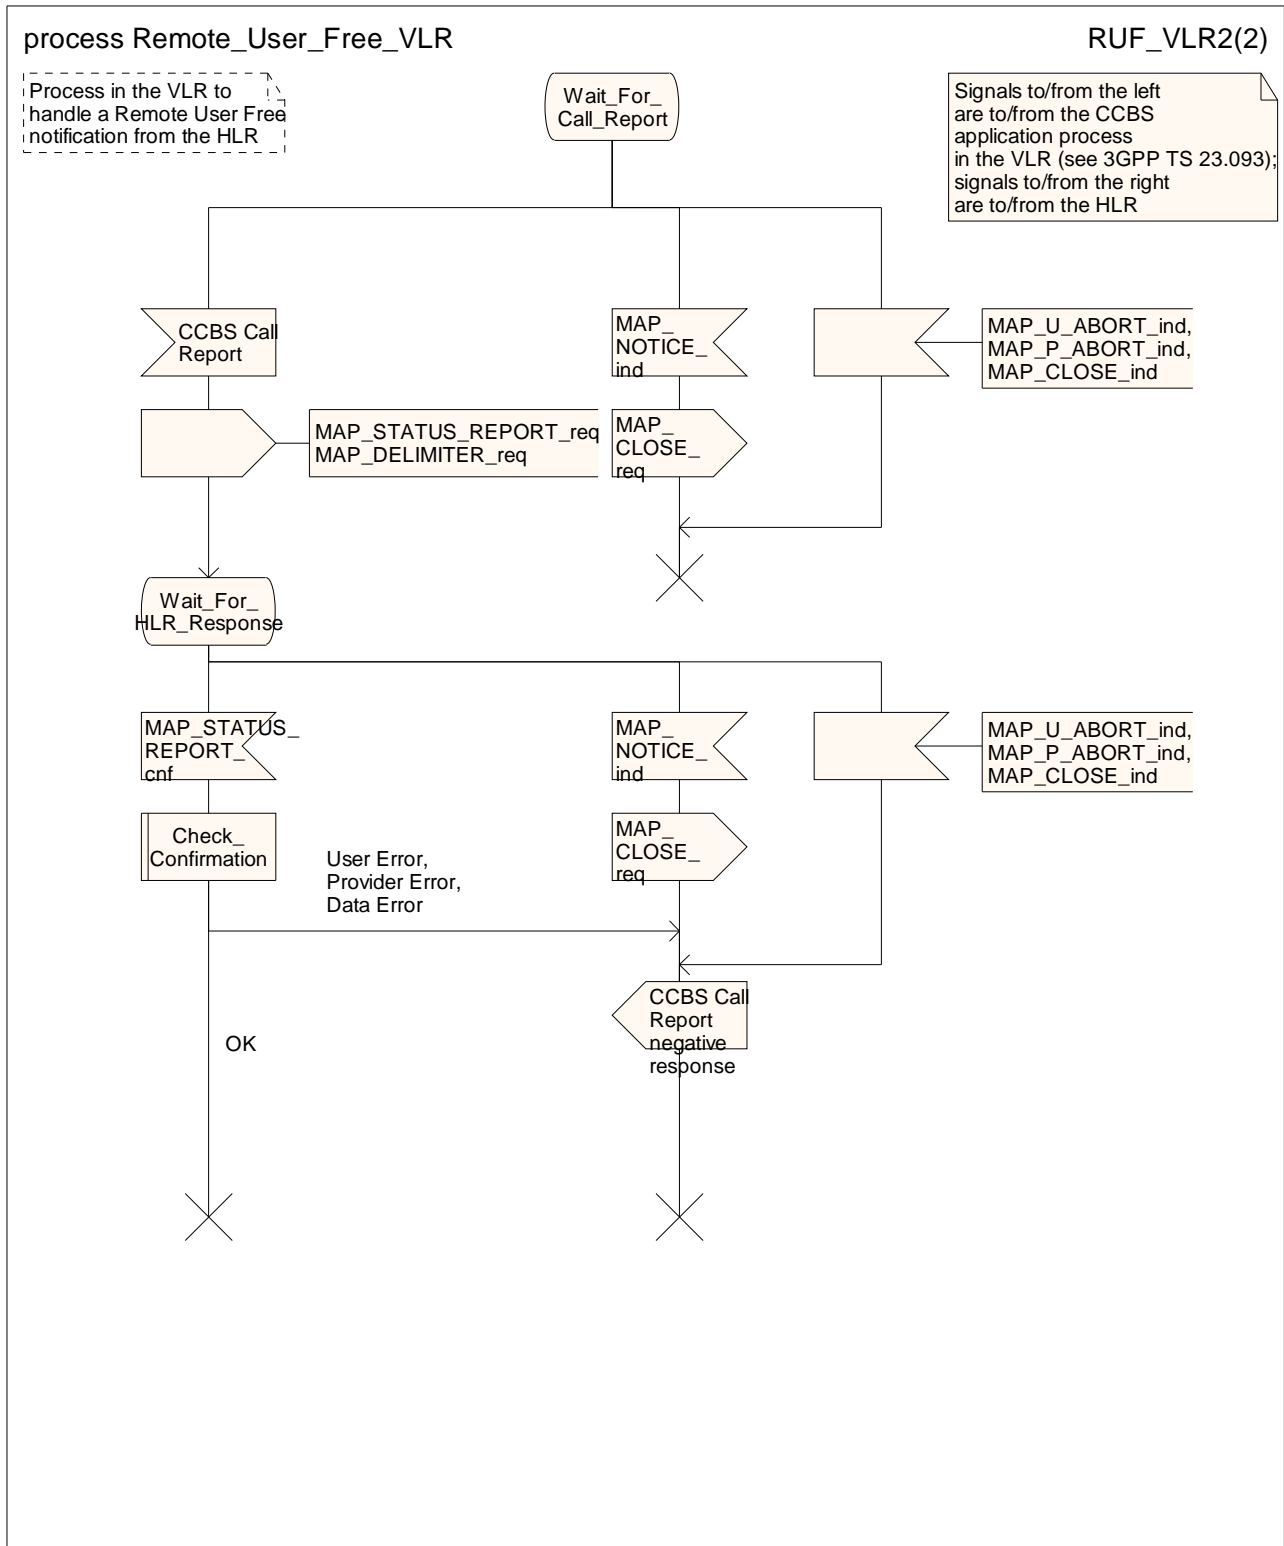 process Remote_User_Free_VLR
RUF_VLR2(2)
Process in the VLR to
handle a Remote User Free
notification from the HLR
Wait_For_
Call_Report
Signals to/from the left
are to/from the CCBS
application process
in the VLR (see 3GPP TS 23.093);
signals to/from the right
are to/from the HLR
CCBS Call
Report
MAP_
NOTICE_
ind
MAP_U_ABORT_ind,
MAP_P_ABORT_ind,
MAP_CLOSE_ind
MAP_STATUS_REPORT_req
MAP_DELIMITER_req
MAP_
CLOSE_
req
Wait_For_
HLR_Response
MAP_STATUS_
REPORT_
cnf
MAP_
NOTICE_
ind
MAP_U_ABORT_ind,
MAP_P_ABORT_ind,
MAP_CLOSE_ind
Check_
Confirmation
User Error,
Provider Error,
Data Error
MAP_
CLOSE_
req
CCBS Call
Report
negative
response
OK